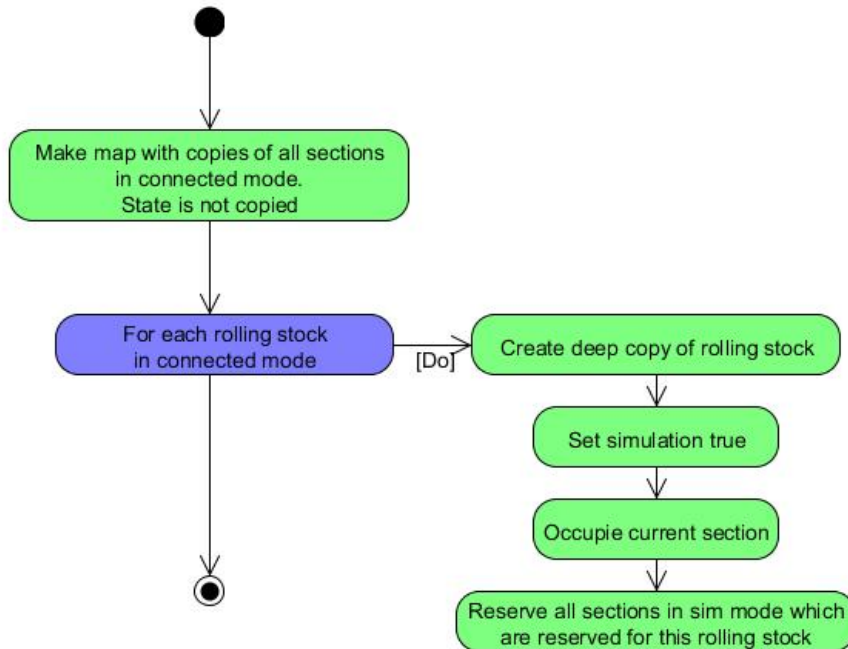 Make map with copies of all sections
in connected mode.
State is not copied
For each rolling stock
in connected mode
[Do]
Create deep copy of rolling stock
Set simulation true
Occupie current section
Reserve all sections in sim mode which
are reserved for this rolling stock